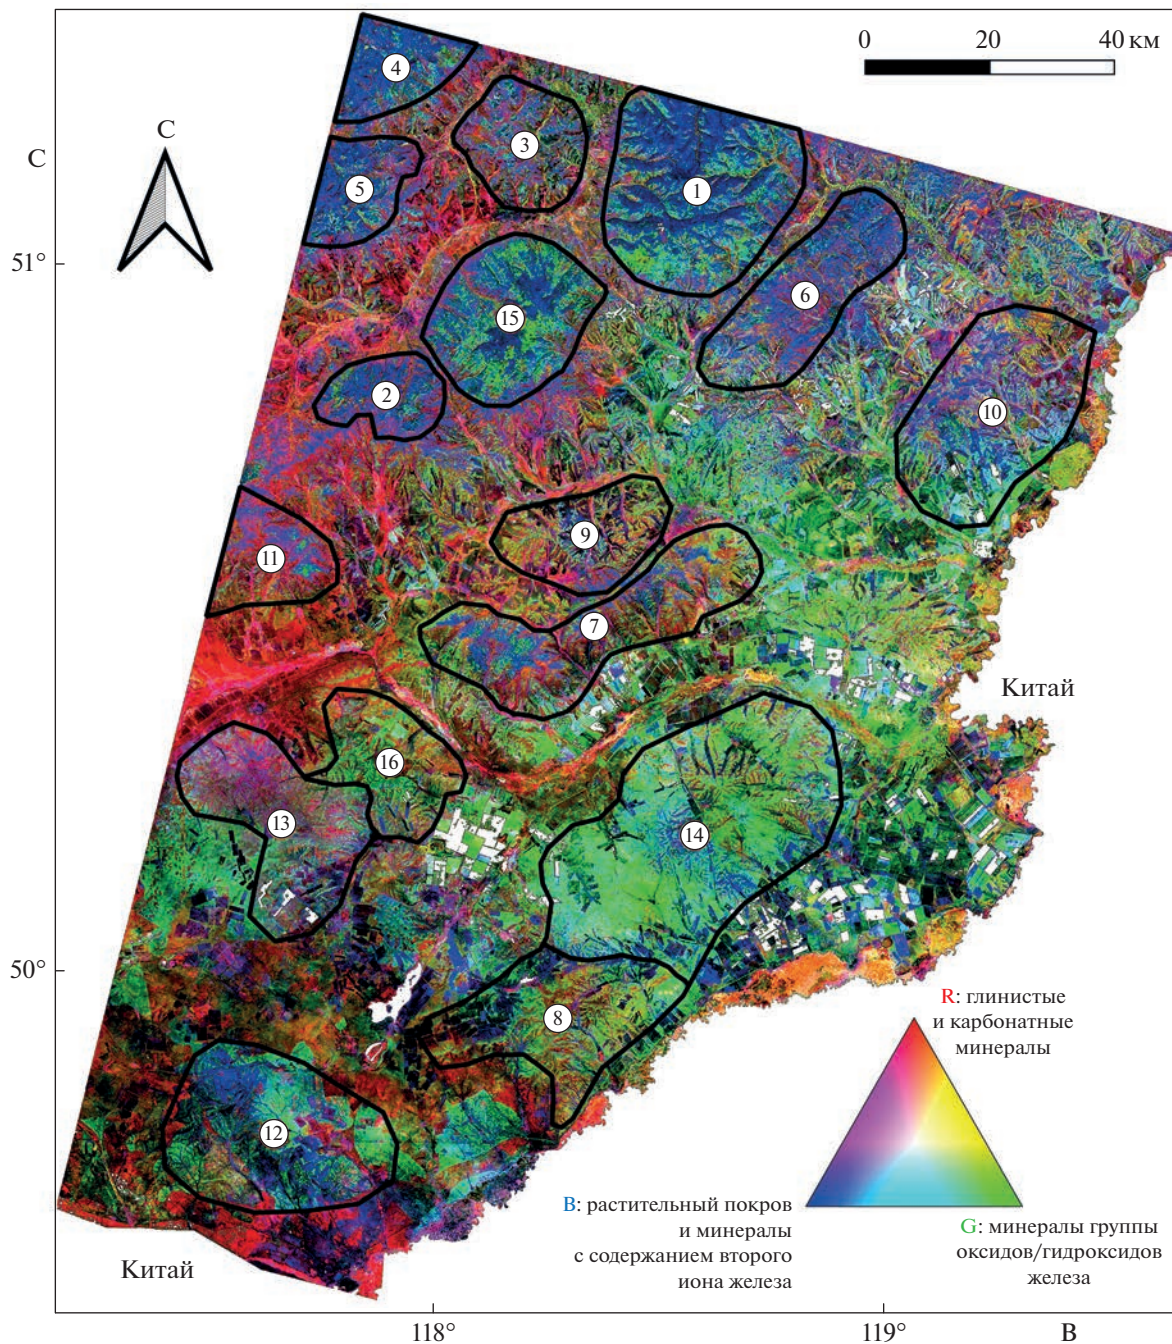 0 20 40 км
С
С
51°
50°
4
3
5
1
6
15
2
10
9
11
7
16
13
14
8
12
Китай
Китай
R: глинистые
и карбонатные
минералы
B: растительный покров
и минералы
с содержанием второго
иона железа
G: минералы группы
оксидов/гидроксидов
железа
118° 119° В